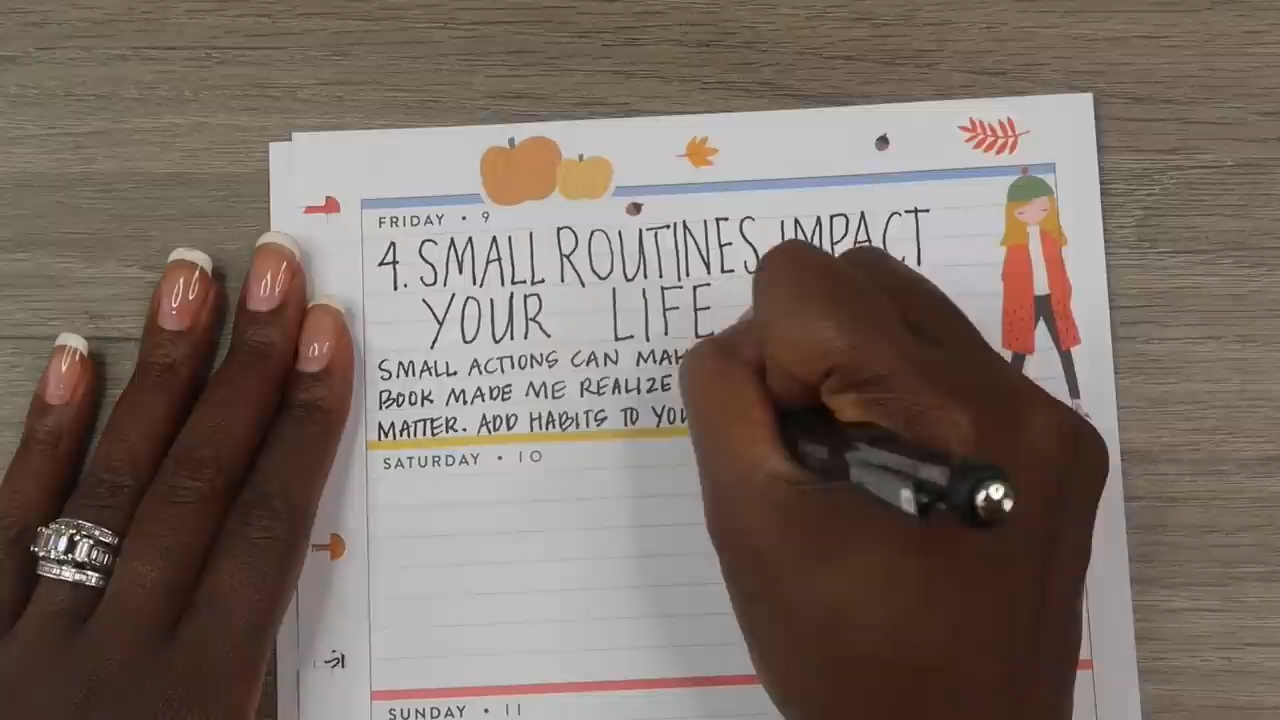 FRIDAY • 9
4. SMALL ROUTINES IMPACT
YOUR LIFE
SMALL ACTIONS CAN
BOOK MADE ME REALIZE
MATTER. ADD HABITS TO
SATURDAY • 10
SUNDAY • 11